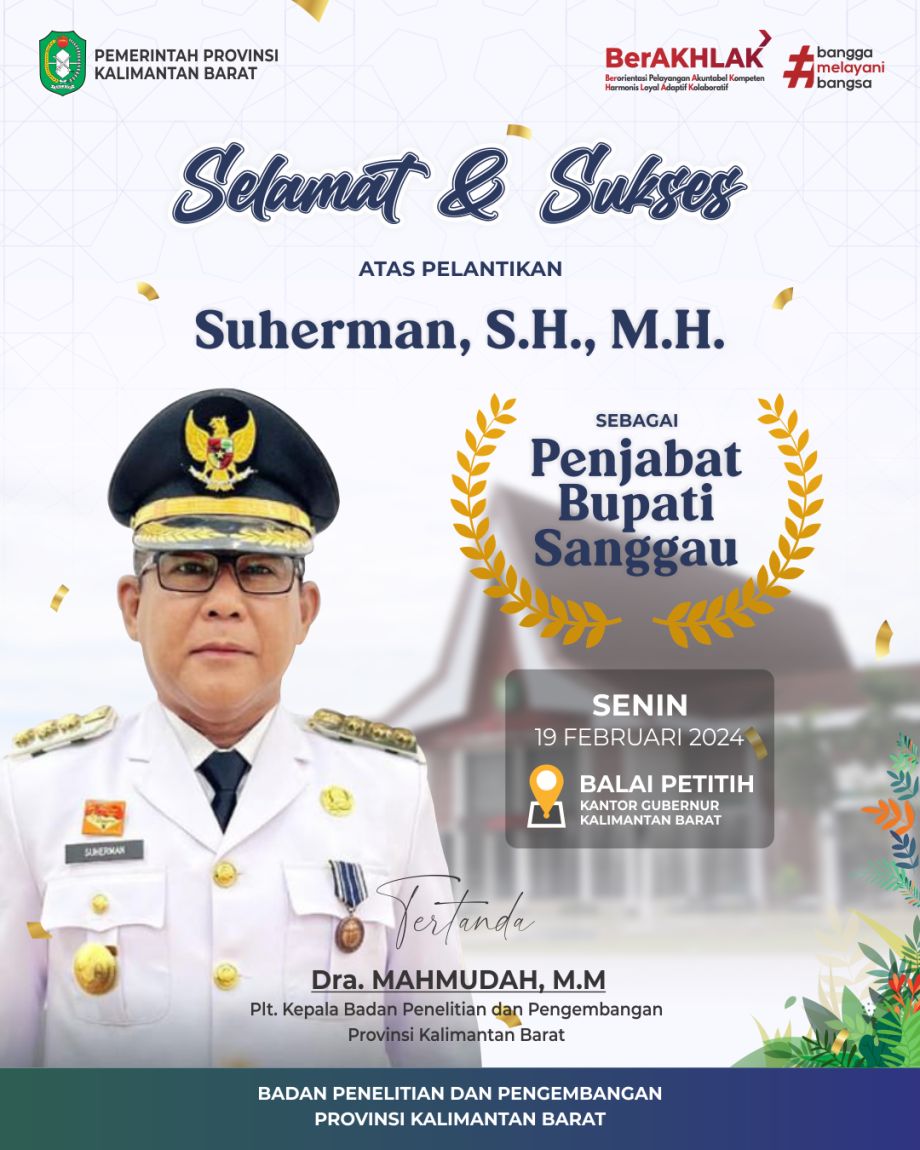 PEMERINTAH PROVINSI
KALIMANTAN BARAT
BerAKHLAK
Berorientasi Pelayangan Akuntabel Kompeten
Harmonis Loyal Adaptif Kolaboratif
#
bangga
melayani
bangsa
Selamat & Sukses
ATAS PELANTIKAN
Suherman, S.H., M.H.
SEBAGAI
Penjabat
Bupati
Sanggau
SENIN
19 FEBRUARI 2024
BALAI PETITIH
KANTOR GUBERNUR
KALIMANTAN BARAT
SUHERMAN
Tertanda
Dra. MAHMUDAH, M.M
Plt. Kepala Badan Penelitian dan Pengembangan
Provinsi Kalimantan Barat
BADAN PENELITIAN DAN PENGEMBANGAN
PROVINSI KALIMANTAN BARAT